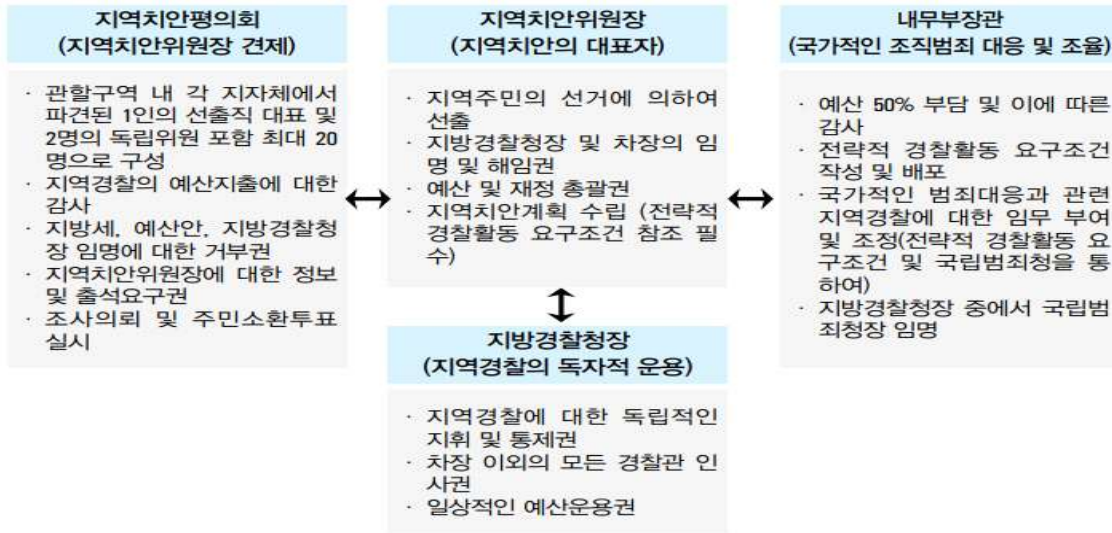 지역치안평의회
(지역치안위원장 견제)
· 관할구역 내 각 지자체에서
파견된 1인의 선출직 대표 및
2명의 독립위원 포함 최대 20
명으로 구성
· 지역경찰의 예산지출에 대한
감사
· 지방세, 예산안, 지방경찰청
장 임명에 대한 거부권
· 지역치안위원장에 대한 정보
및 출석요구권
· 조사의뢰 및 주민소환투표
실시
지역치안위원장
(지역치안의 대표자)
· 지역주민의 선거에 의하여
선출
· 지방경찰청장 및 차장의 임
명 및 해임권
· 예산 및 재정 총괄권
· 지역치안계획 수립 (전략적
경찰활동 요구조건 참조 필
수)
내무부장관
(국가적인 조직범죄 대응 및 조율)
· 예산 50% 부담 및 이에 따른
감사
· 전략적 경찰활동 요구조건
작성 및 배포
· 국가적인 범죄대응과 관련
지역경찰에 대한 임무 부여
및 조정(전략적 경찰활동 요
구조건 및 국립범죄청을 통
하여)
· 지방경찰청장 중에서 국립범
죄청장 임명
지방경찰청장
(지역경찰의 독자적 운용)
· 지역경찰에 대한 독립적인
지휘 및 통제권
· 차장 이외의 모든 경찰관 인
사권
· 일상적인 예산운용권